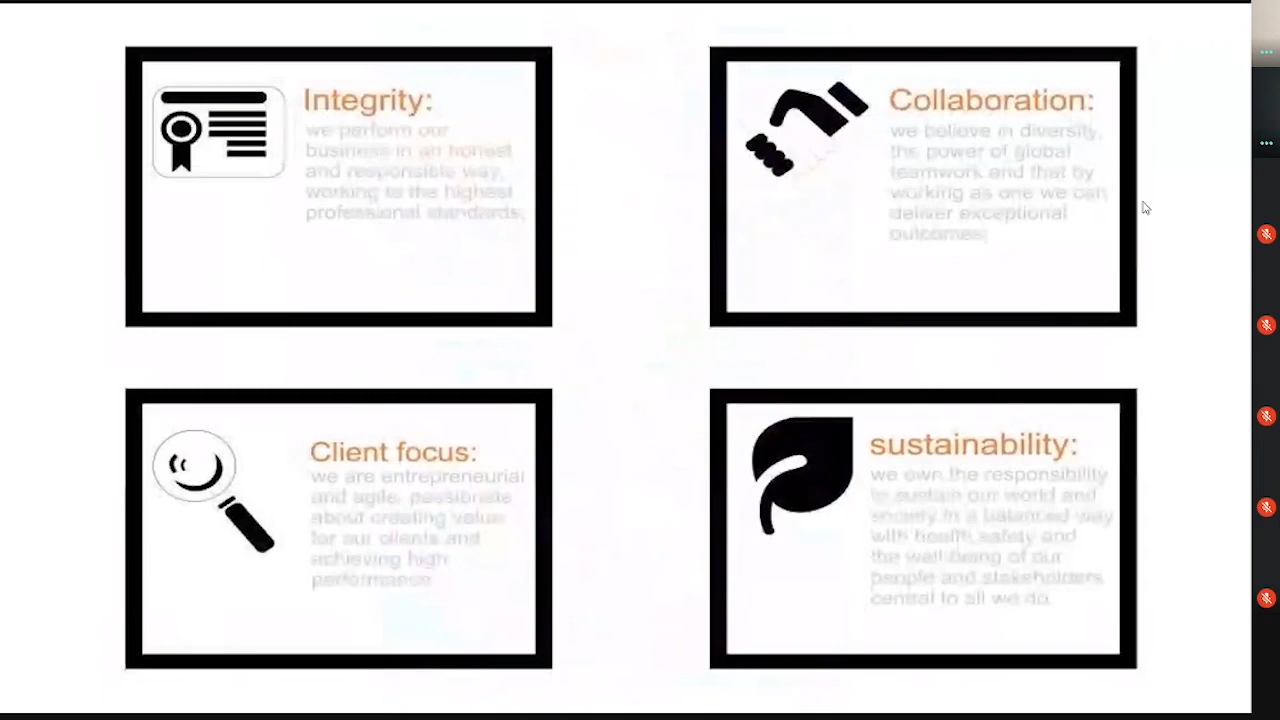 Integrity:
we perform our
business in an honest
and responsible way,
working to the highest
professional standards;
Collaboration:
we believe in diversity,
the power of global
teamwork and that by
working as one we can
deliver exceptional
outcomes;
Client focus:
we are entrepreneurial
and agile, passionate
about creating value
for our clients and
achieving high
performance
sustainability:
we own the responsibility
to sustain our world and
society in a balanced way
with health, safety and
the well-being of our
people and stakeholders
central to all we do.